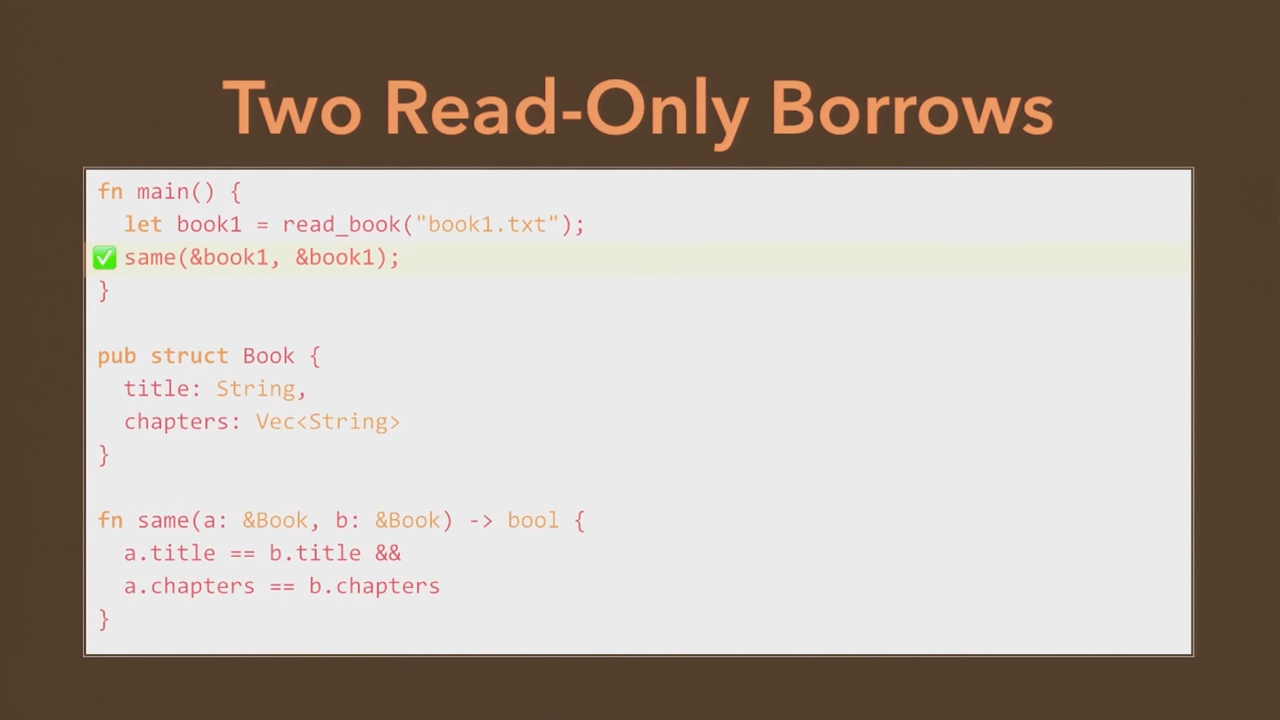 Two Read-Only Borrows
fn main() {
  let book1 = read_book("book1.txt");
✅ same(&book1, &book1);
}

pub struct Book {
  title: String,
  chapters: Vec<String>
}

fn same(a: &Book, b: &Book) -> bool {
  a.title == b.title &&
  a.chapters == b.chapters
}